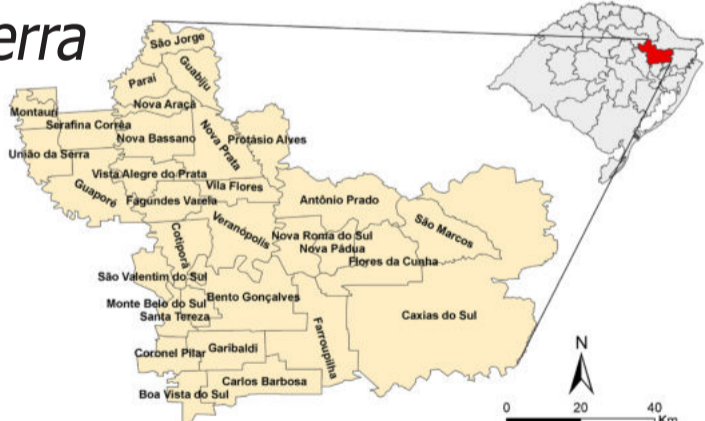 erra
São Jorge
Guabiju
Paraí
Nova Araçá
Montauri
Serafina Corrêa
Nova Bassano
Nova Prata
Protásio Alves
União da Serra
Vista Alegre do Prata
Guaporé
Vila Flores
Fagundes Varela
Antônio Prado
Veranópolis
São Marcos
Cotiporã
Nova Roma do Sul
Nova Pádua
Flores da Cunha
São Valentim do Sul
Monte Belo do Sul
Bento Gonçalves
Santa Tereza
Caxias do Sul
Farroupilha
Coronel Pilar
Garibaldi
Carlos Barbosa
Boa Vista do Sul
N
0 20 40
Km